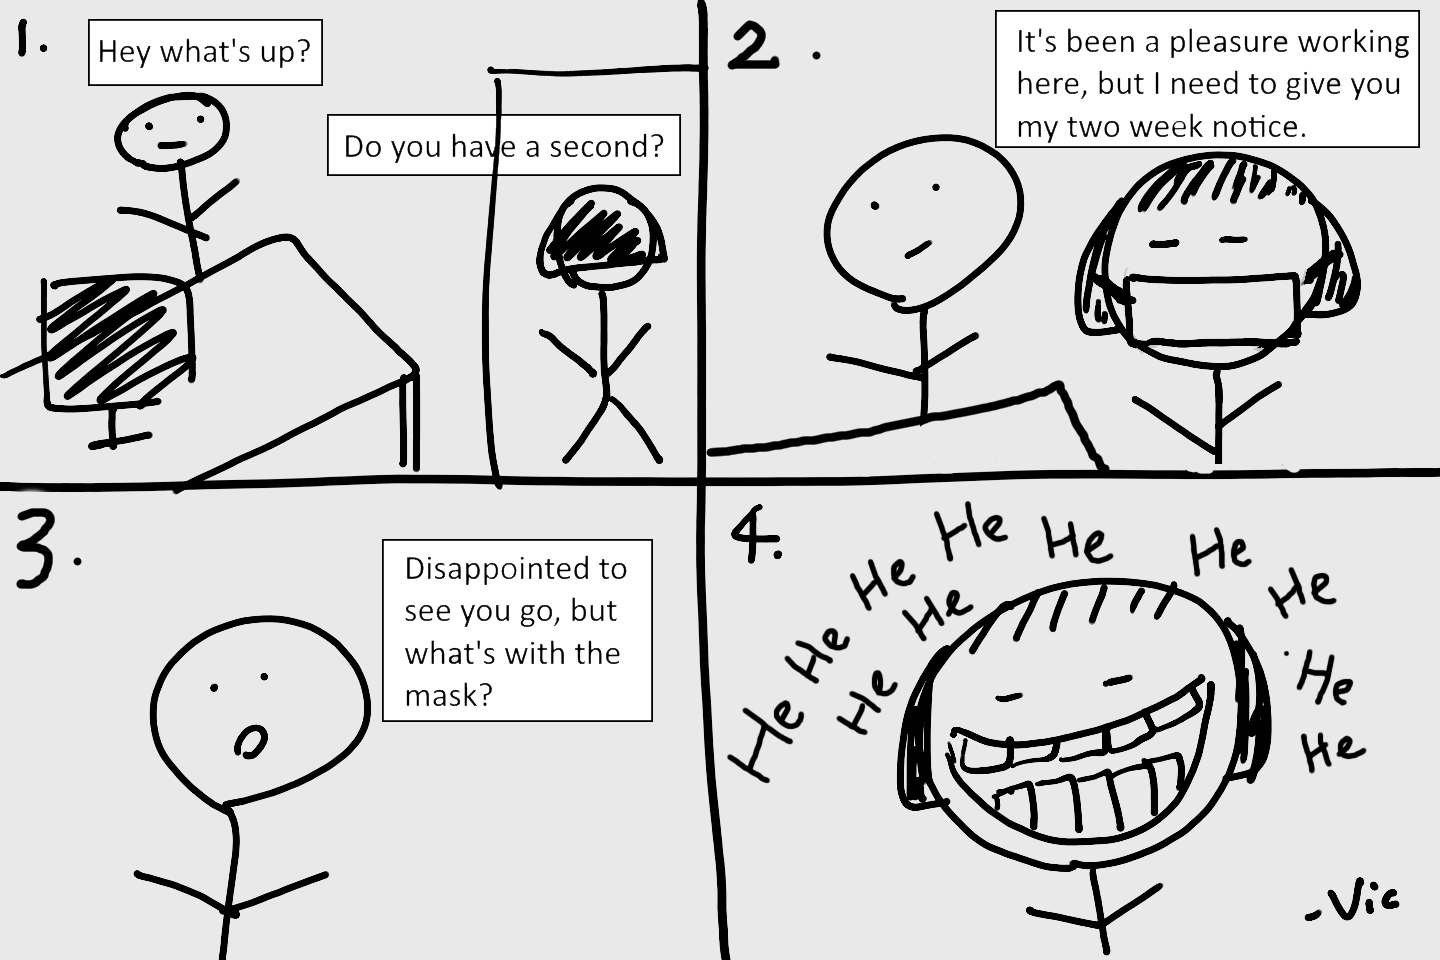 1.
Hey what's up?
Do you have a second?
2.
It's been a pleasure working
here, but I need to give you
my two week notice.
3.
Disappointed to
see you go, but
what's with the
mask?
4.
He
He
He
He
He
He
He
He
He
He
He
-Vic